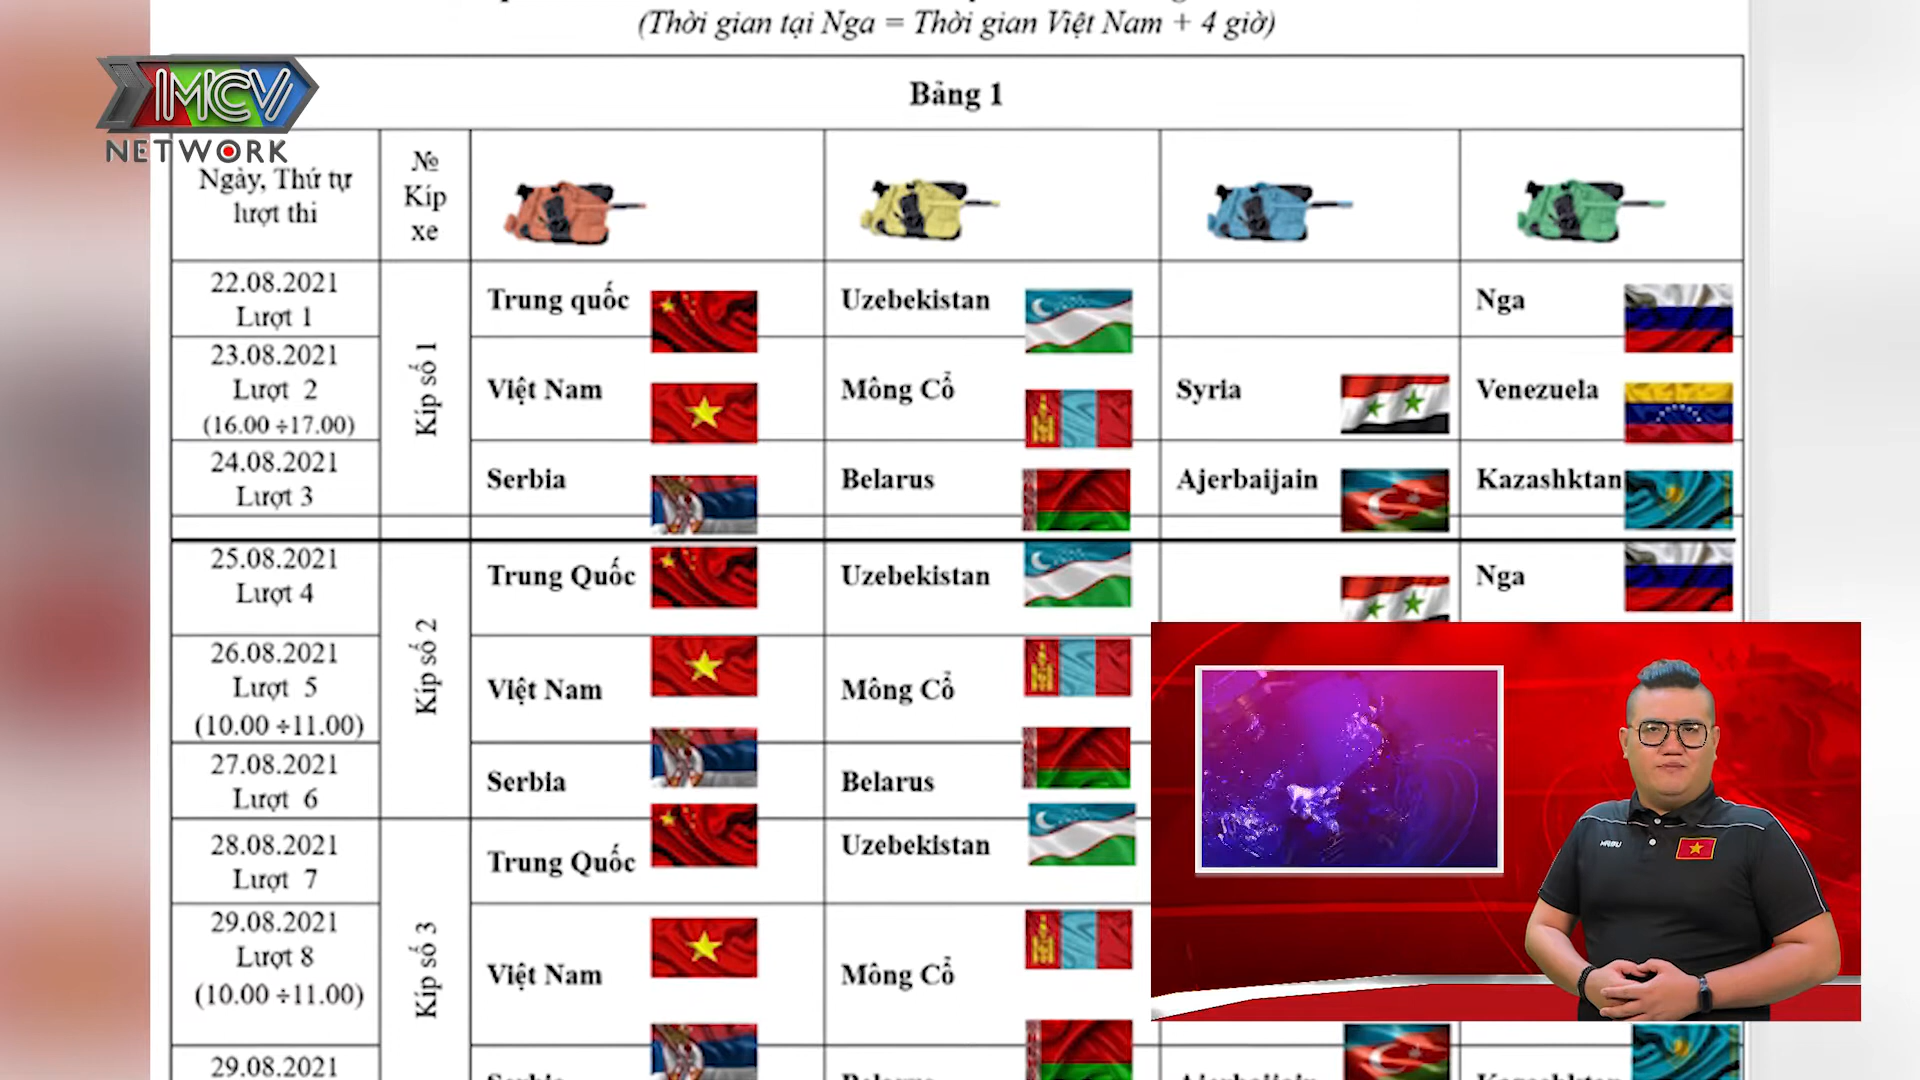 (Thời gian tại Nga = Thời gian Việt Nam + 4 giờ)
MCV
NETWORK
Bảng 1
Ngày, Thứ tự
lượt thi
№
Kíp
xe
22.08.2021
Lượt 1
Trung quốc
Uzebekistan
Nga
Kíp số 1
23.08.2021
Lượt 2
(16.00 ÷17.00)
Việt Nam
Mông Cổ
Syria
Venezuela
24.08.2021
Lượt 3
Serbia
Belarus
Ajerbaijain
Kazashktan
25.08.2021
Lượt 4
Trung Quốc
Uzebekistan
Nga
Kíp số 2
26.08.2021
Lượt 5
(10.00 ÷11.00)
Việt Nam
Mông Cổ
27.08.2021
Lượt 6
Serbia
Belarus
28.08.2021
Lượt 7
Trung Quốc
Uzebekistan
Kíp số 3
29.08.2021
Lượt 8
(10.00 ÷11.00)
Việt Nam
Mông Cổ
29.08.2021